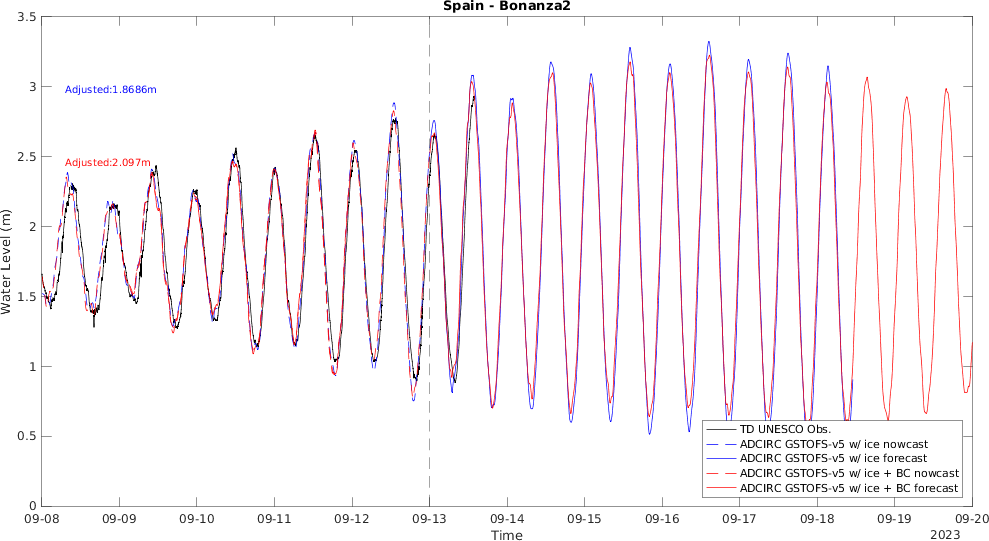 Spain - Bonanza2
3.5
3
2.5
2
1.5
1
0.5
0
Water Level (m)
Adjusted:1.8686m
Adjusted:2.097m
TD UNESCO Obs.
ADCIRC GSTOFS-v5 w/ ice nowcast
ADCIRC GSTOFS-v5 w/ ice forecast
ADCIRC GSTOFS-v5 w/ ice + BC nowcast
ADCIRC GSTOFS-v5 w/ ice + BC forecast
09-08 09-09 09-10 09-11 09-12 09-13 09-14 09-15 09-16 09-17 09-18 09-19 09-20
Time
2023